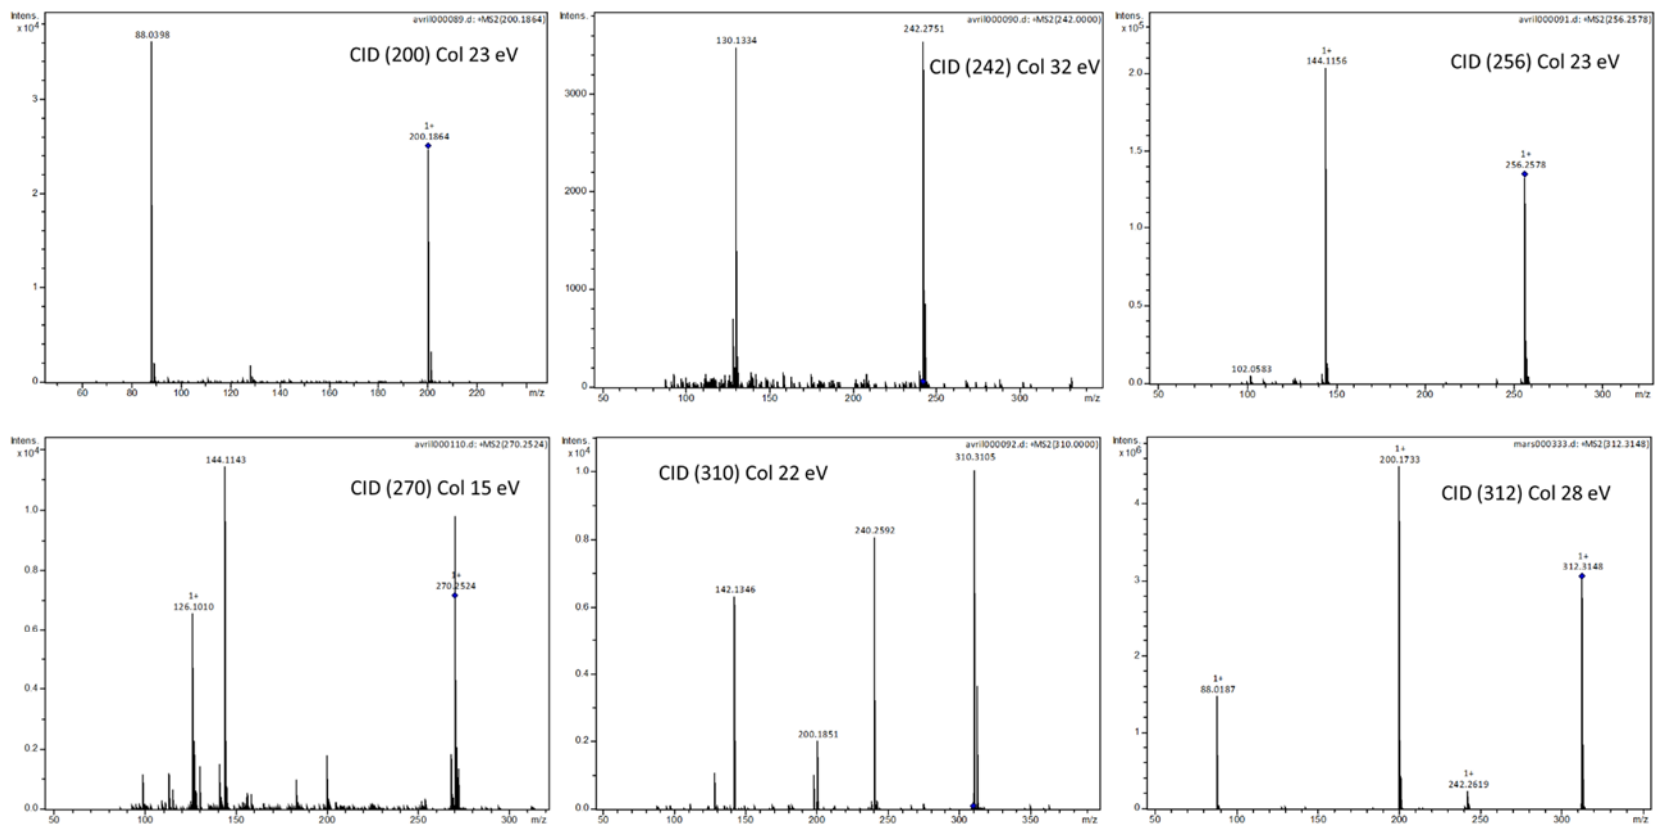 Intens.
x10⁴
avril000089.d: +MS2(200.1864)
CID (200) Col 23 eV
88.0398
1+
200.1864
3
2
1
0
60 80 100 120 140 160 180 200 220 m/z
Intens.
avril000090.d: +MS2(242.0000)
CID (242) Col 32 eV
130.1334
242.2751
3000
2000
1000
0
50 100 150 200 250 300 m/z
Intens.
x10⁵
avril000091.d: +MS2(256.2578)
CID (256) Col 23 eV
1+
144.1156
1+
256.2578
102.0583
2.0
1.5
1.0
0.5
0.0
50 100 150 200 250 300 m/z
Intens.
x10⁴
avril000110.d: +MS2(270.2524)
CID (270) Col 15 eV
144.1143
1+
126.1010
1+
270.2524
1.0
0.8
0.6
0.4
0.2
0.0
50 100 150 200 250 300 m/z
Intens.
x10⁴
avril000092.d: +MS2(310.0000)
CID (310) Col 22 eV
310.3105
240.2592
142.1346
200.1851
1.0
0.8
0.6
0.4
0.2
0.0
50 100 150 200 250 300 350 m/z
Intens.
x10⁶
mars000333.d: +MS2(312.3148)
CID (312) Col 28 eV
1+
200.1733
1+
312.3148
1+
88.0187
1+
242.2619
4
3
2
1
0
50 100 150 200 250 300 350 m/z